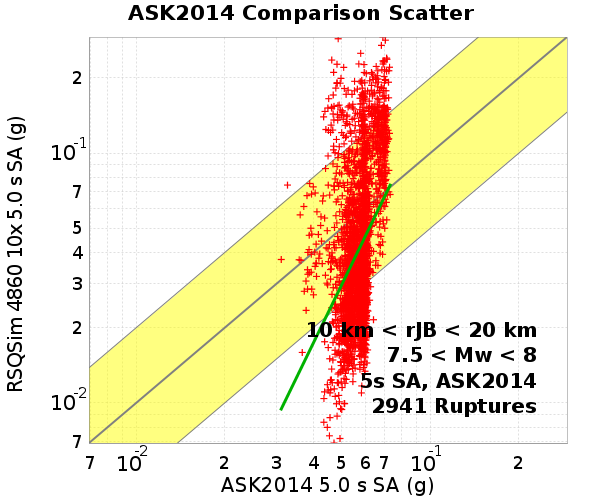 ASK2014 Comparison Scatter
RSQSim 4860 10x 5.0 s SA (g)
2
10-1
7
5
4
3
2
10-2
7
10 km < rJB < 20 km
7.5 < Mw < 8
5s SA, ASK2014
2941 Ruptures
7 10-2 2 3 4 5 6 7 10-1 2
ASK2014 5.0 s SA (g)